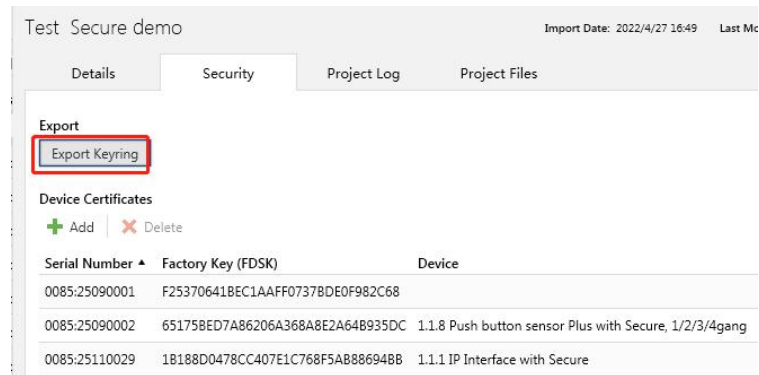 Test Secure demo Import Date: 2022/4/27 16:49 Last Mo
Details Security Project Log Project Files
Export
Export Keyring
Device Certificates
Add Delete
Serial Number Factory Key (FDSK) Device
0085:25090001 F25370641BEC1AAFF0737BDE0F982C68
0085:25090002 65175BED7A86206A368A8E2A64B935DC 1.1.8 Push button sensor Plus with Secure, 1/2/3/4gang
0085:25110029 1B188D0478CC407E1C768F5AB88694BB 1.1.1 IP Interface with Secure